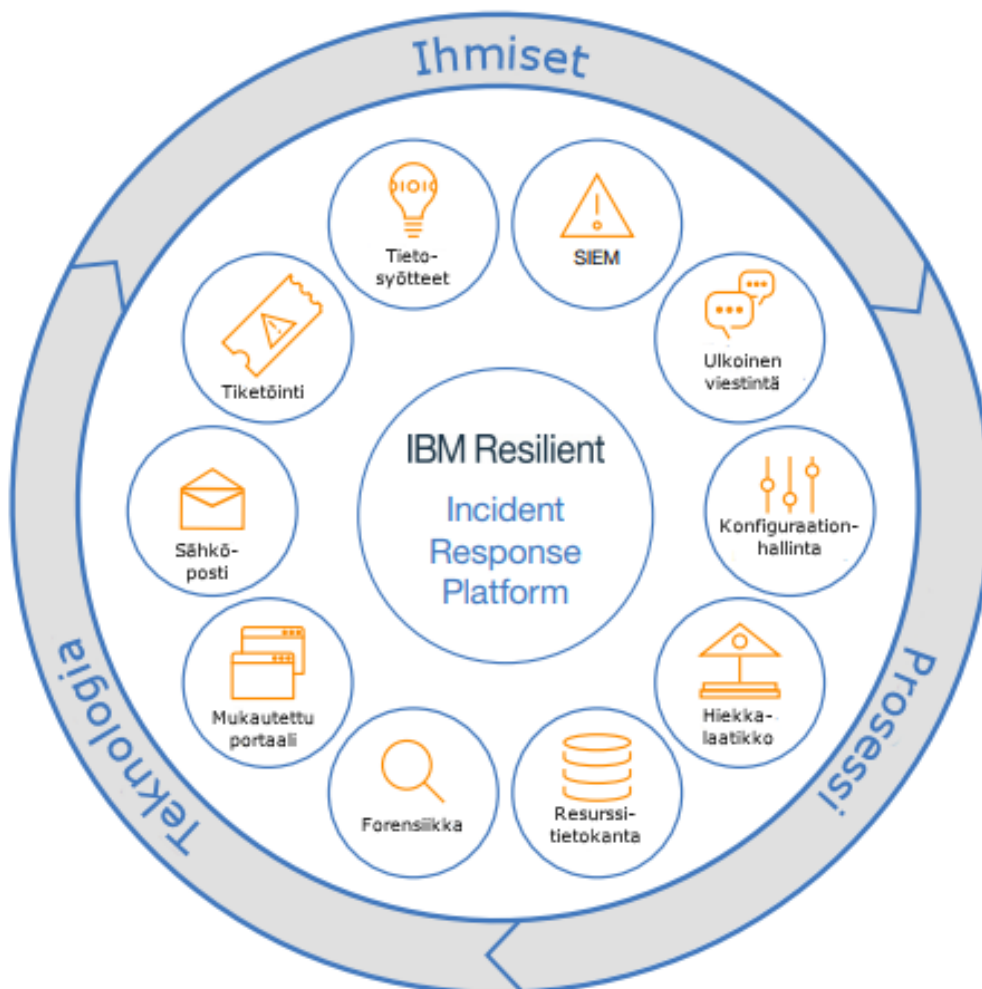 Ihmiset
Tieto-
syötteet
SIEM
Tiketöinti
Ulkoinen
viestintä
IBM Resilient
Incident
Response
Platform
Sähkö-
posti
Konfiguraation-
hallinta
Mukautettu
portaali
Hiekka-
laatikko
Forensiikka
Resurssi-
tietokanta
Teknologia
Prosessi